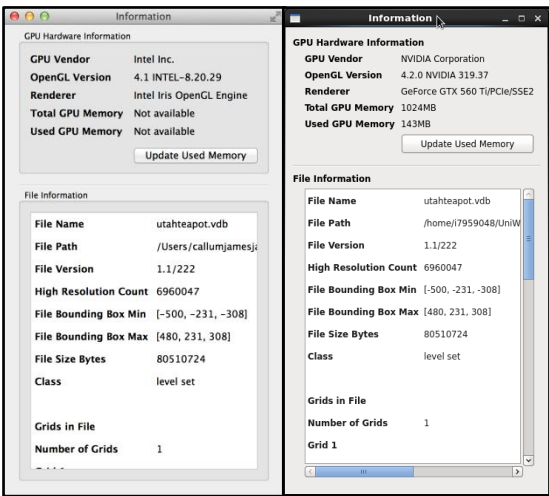 Information
GPU Hardware Information
GPU Vendor Intel Inc.
OpenGL Version 4.1 INTEL-8.20.29
Renderer Intel Iris OpenGL Engine
Total GPU Memory Not available
Used GPU Memory Not available
Update Used Memory
File Information
File Name utahteapot.vdb
File Path /Users/callumjamesja
File Version 1.1/222
High Resolution Count 6960047
File Bounding Box Min [-500, -231, -308]
File Bounding Box Max [480, 231, 308]
File Size Bytes 80510724
Class level set
Grids in File
Number of Grids 1
Information
GPU Hardware Information
GPU Vendor NVIDIA Corporation
OpenGL Version 4.2.0 NVIDIA 319.37
Renderer GeForce GTX 560 Ti/PCIe/SSE2
Total GPU Memory 1024MB
Used GPU Memory 143MB
Update Used Memory
File Information
File Name utahteapot.vdb
File Path /home/i7959048/UniW
File Version 1.1/222
High Resolution Count 6960047
File Bounding Box Min [-500, -231, -308]
File Bounding Box Max [480, 231, 308]
File Size Bytes 80510724
Class level set
Grids in File
Number of Grids 1
Grid 1